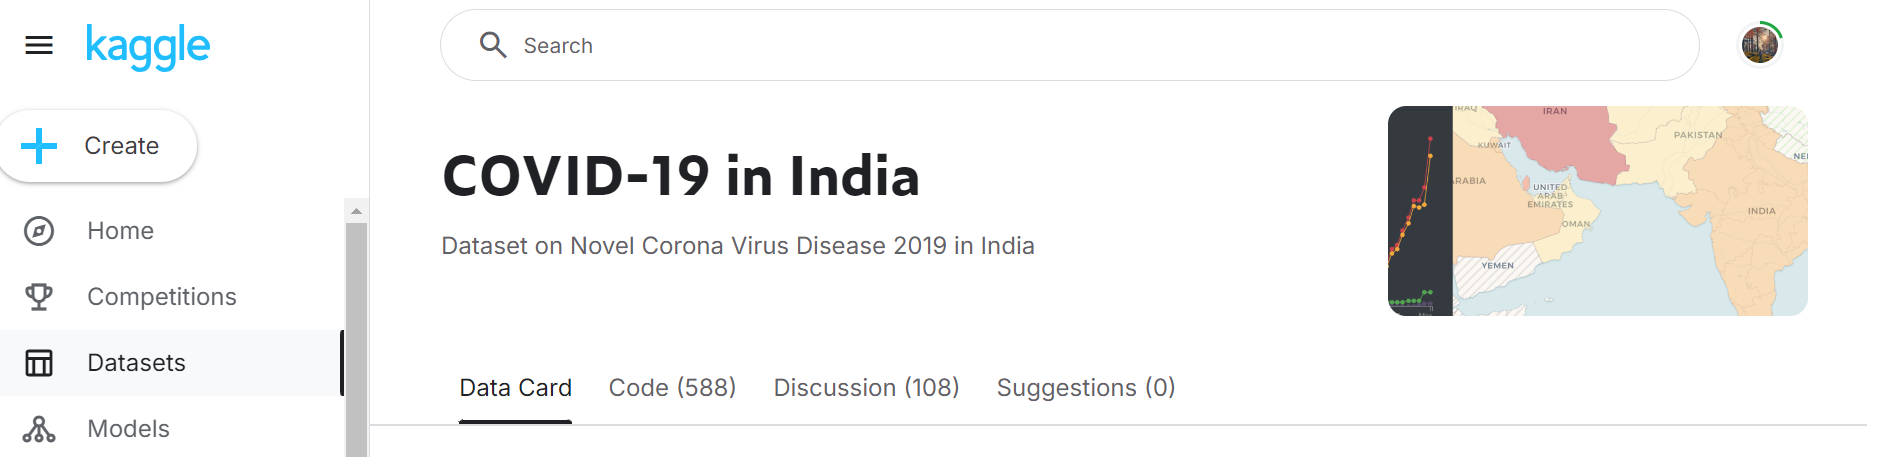 kaggle
Search
Create
Home
Competitions
Datasets
Models
COVID-19 in India
Dataset on Novel Corona Virus Disease 2019 in India
IRAQ
IRAN
PAKISTAN
KUWAIT
ARABIA
UNITED
ARAB
EMIRATES
OMAN
INDIA
YEMEN
NE
Data Card Code (588) Discussion (108) Suggestions (0)